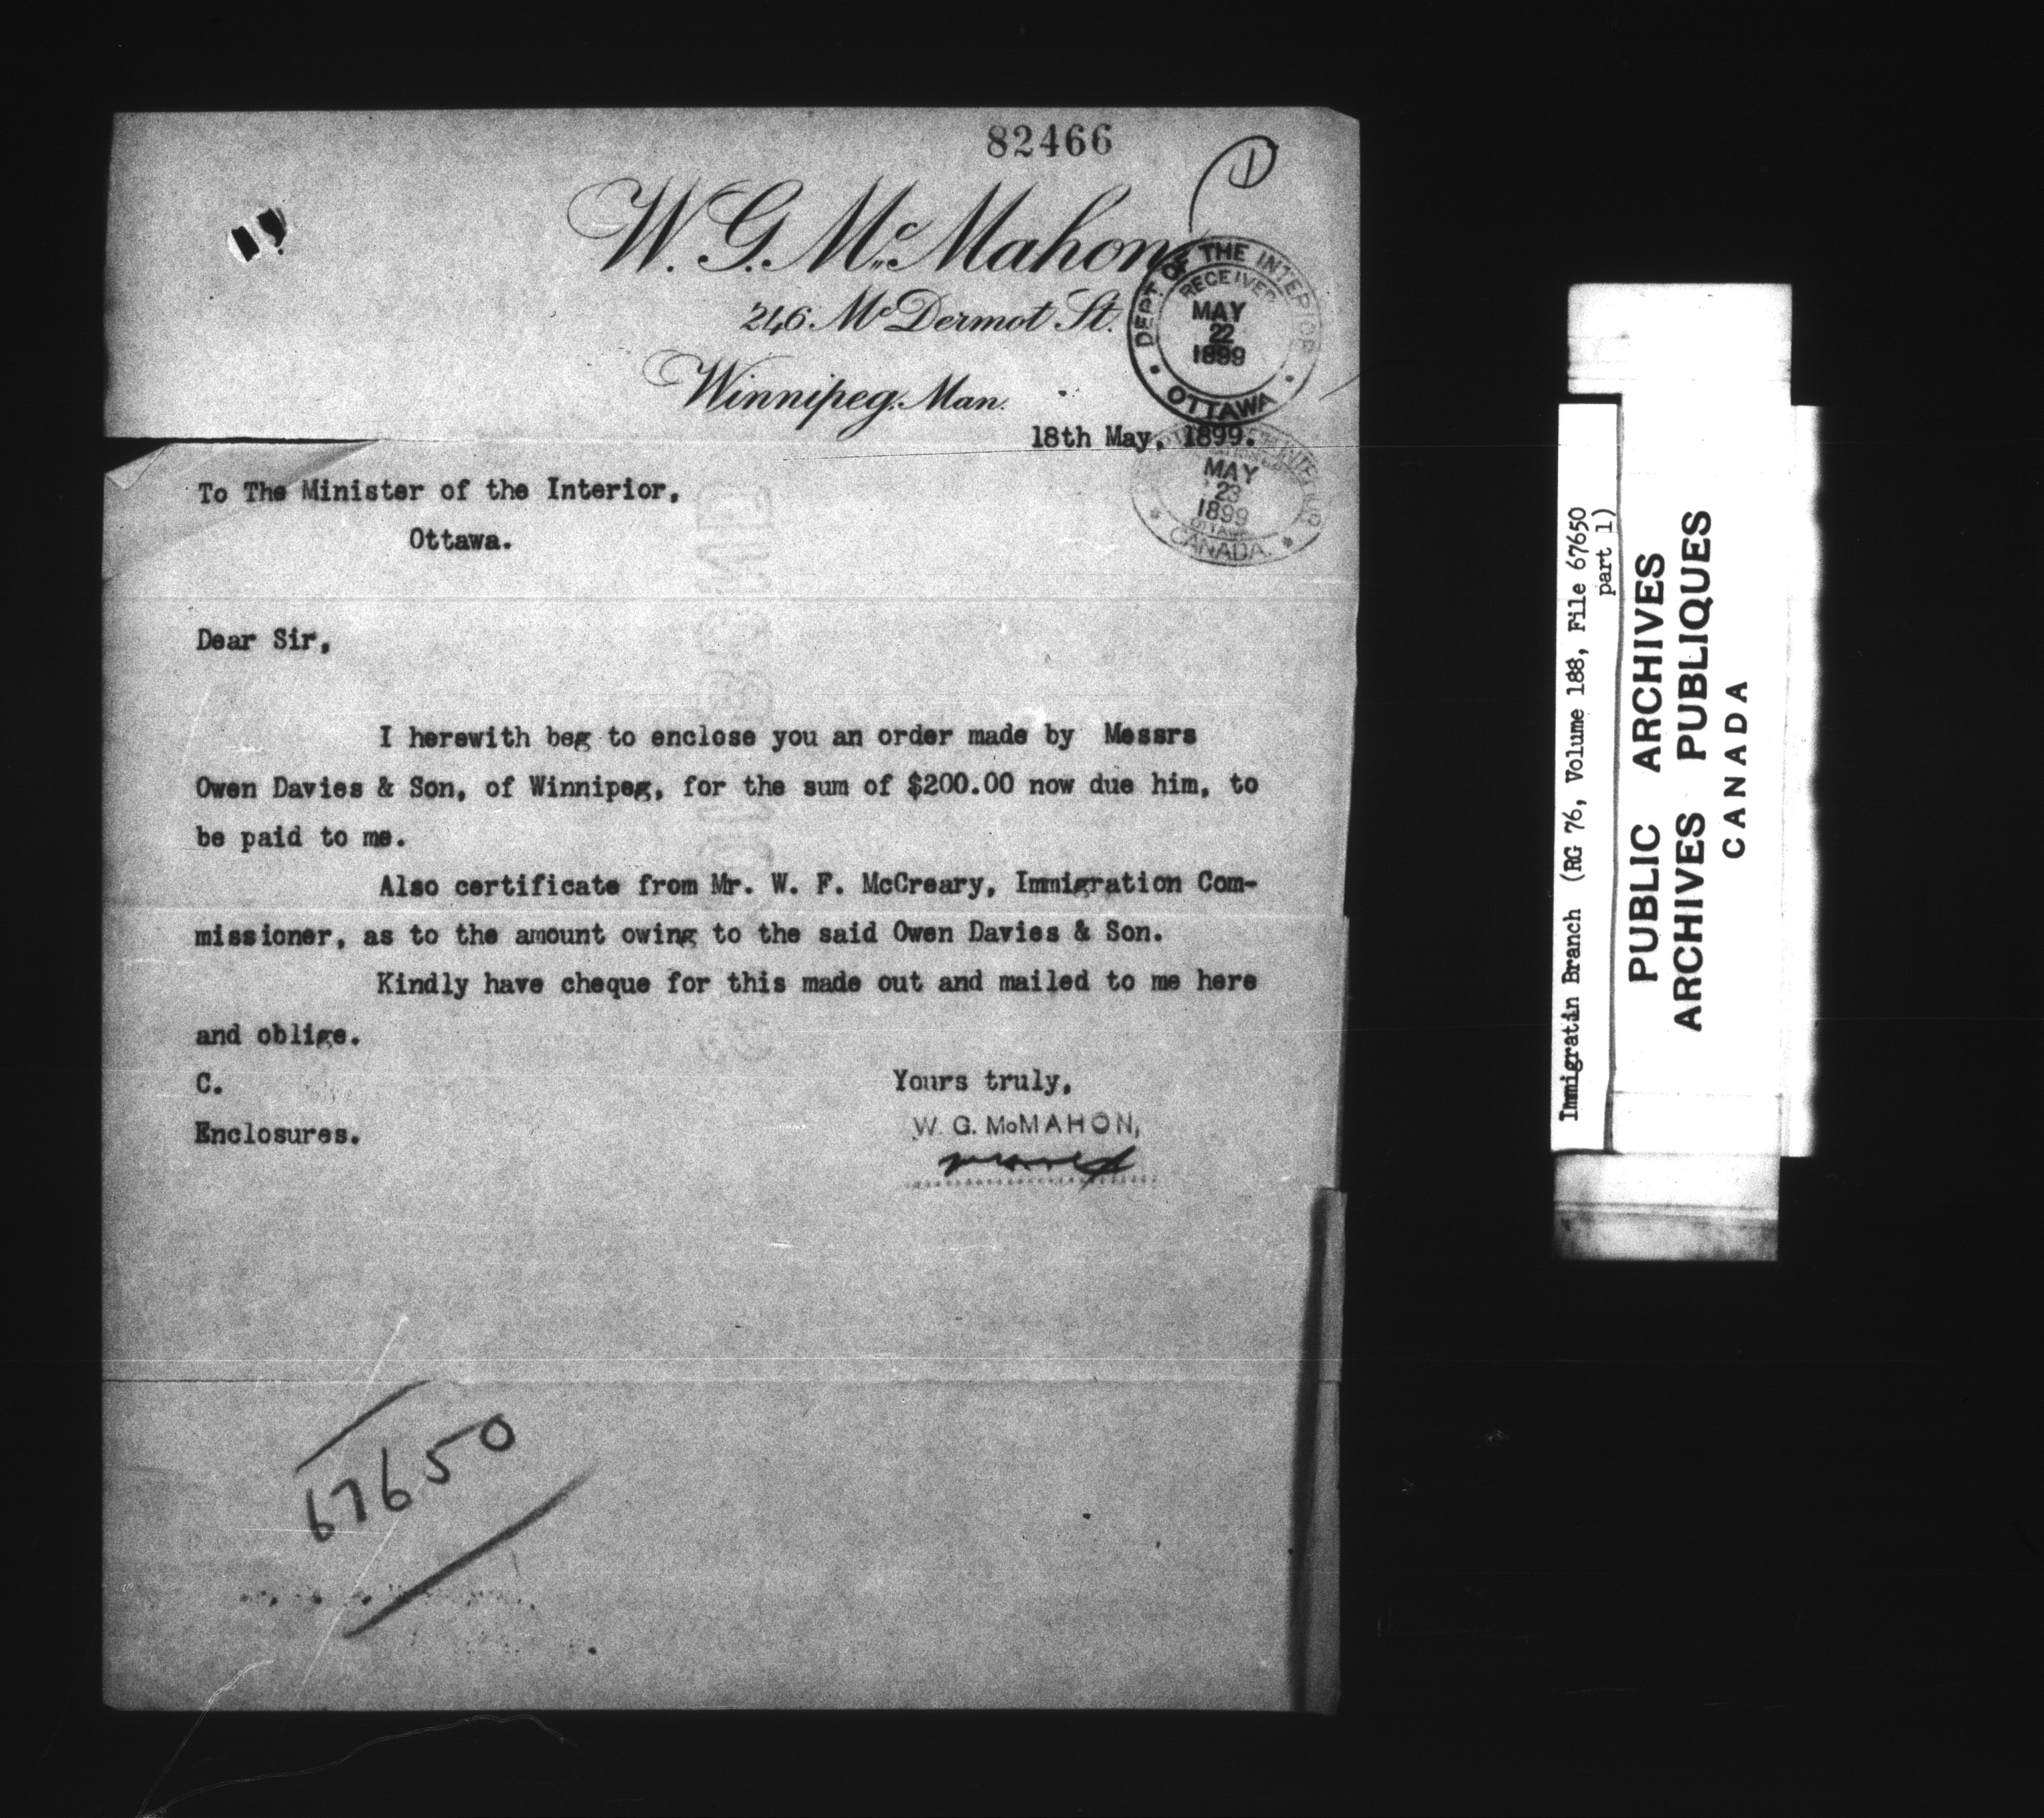 82466
1
W. G. McMahon
246 McDermot St.
Winnipeg, Man.
DEPT. OF THE INTERIOR
RECEIVED
MAY
22
1899
OTTAWA
18th May, 1899.
MAY
23
1899
OTTAWA
CANADA.
To The Minister of the Interior,
Ottawa.
Dear Sir,
I herewith beg to enclose you an order made by Messrs
Owen Davies & Son, of Winnipeg, for the sum of $200.00 now due him, to
be paid to me.
Also certificate from Mr. W. F. McCreary, Immigration Com-
missioner, as to the amount owing to the said Owen Davies & Son.
Kindly have cheque for this made out and mailed to me here
and oblige.
C.
Yours truly,
W. G. McMAHON,
Enclosures.
67650
Immigratin Branch (RG 76, Volume 188, File 67650
part 1)
PUBLIC ARCHIVES
ARCHIVES PUBLIQUES
CANADA